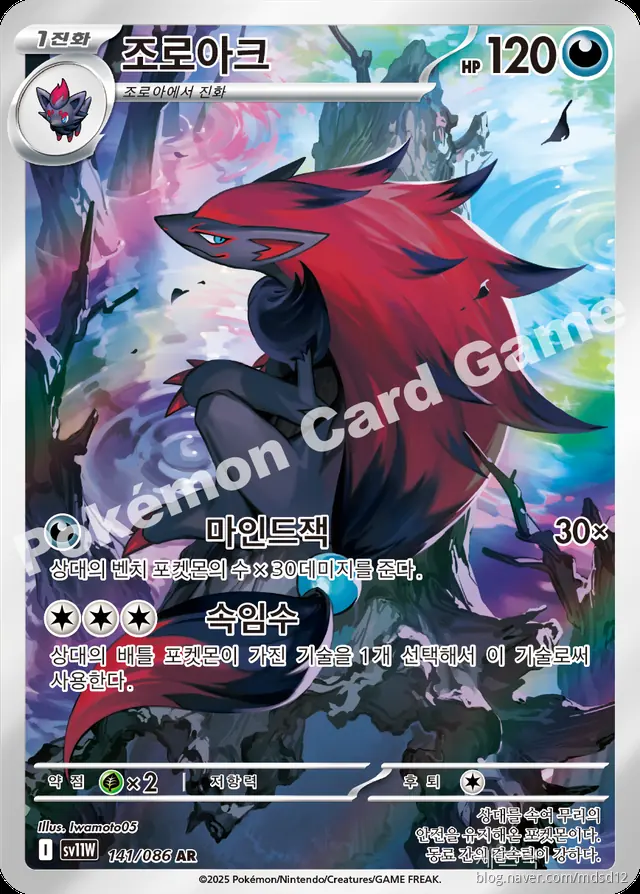 1진화
조로아크
HP 120
조로아에서 진화
Pokémon Card Game
마인드잭 30×
상대의 벤치 포켓몬의 수×30데미지를 준다.
속임수
상대의 배틀 포켓몬이 가진 기술을 1개 선택해서 이 기술로써
사용한다.
약점 ×2 저항력 후퇴
Illus. Iwamoto05
I sv11W 141/086 AR
상대를 속여 무리의
안전을 유지해온 포켓몬이다.
동료 간의 결속력이 강하다.
©2025 Pokémon/Nintendo/Creatures/GAME FREAK.
blog.naver.com/mdsd12